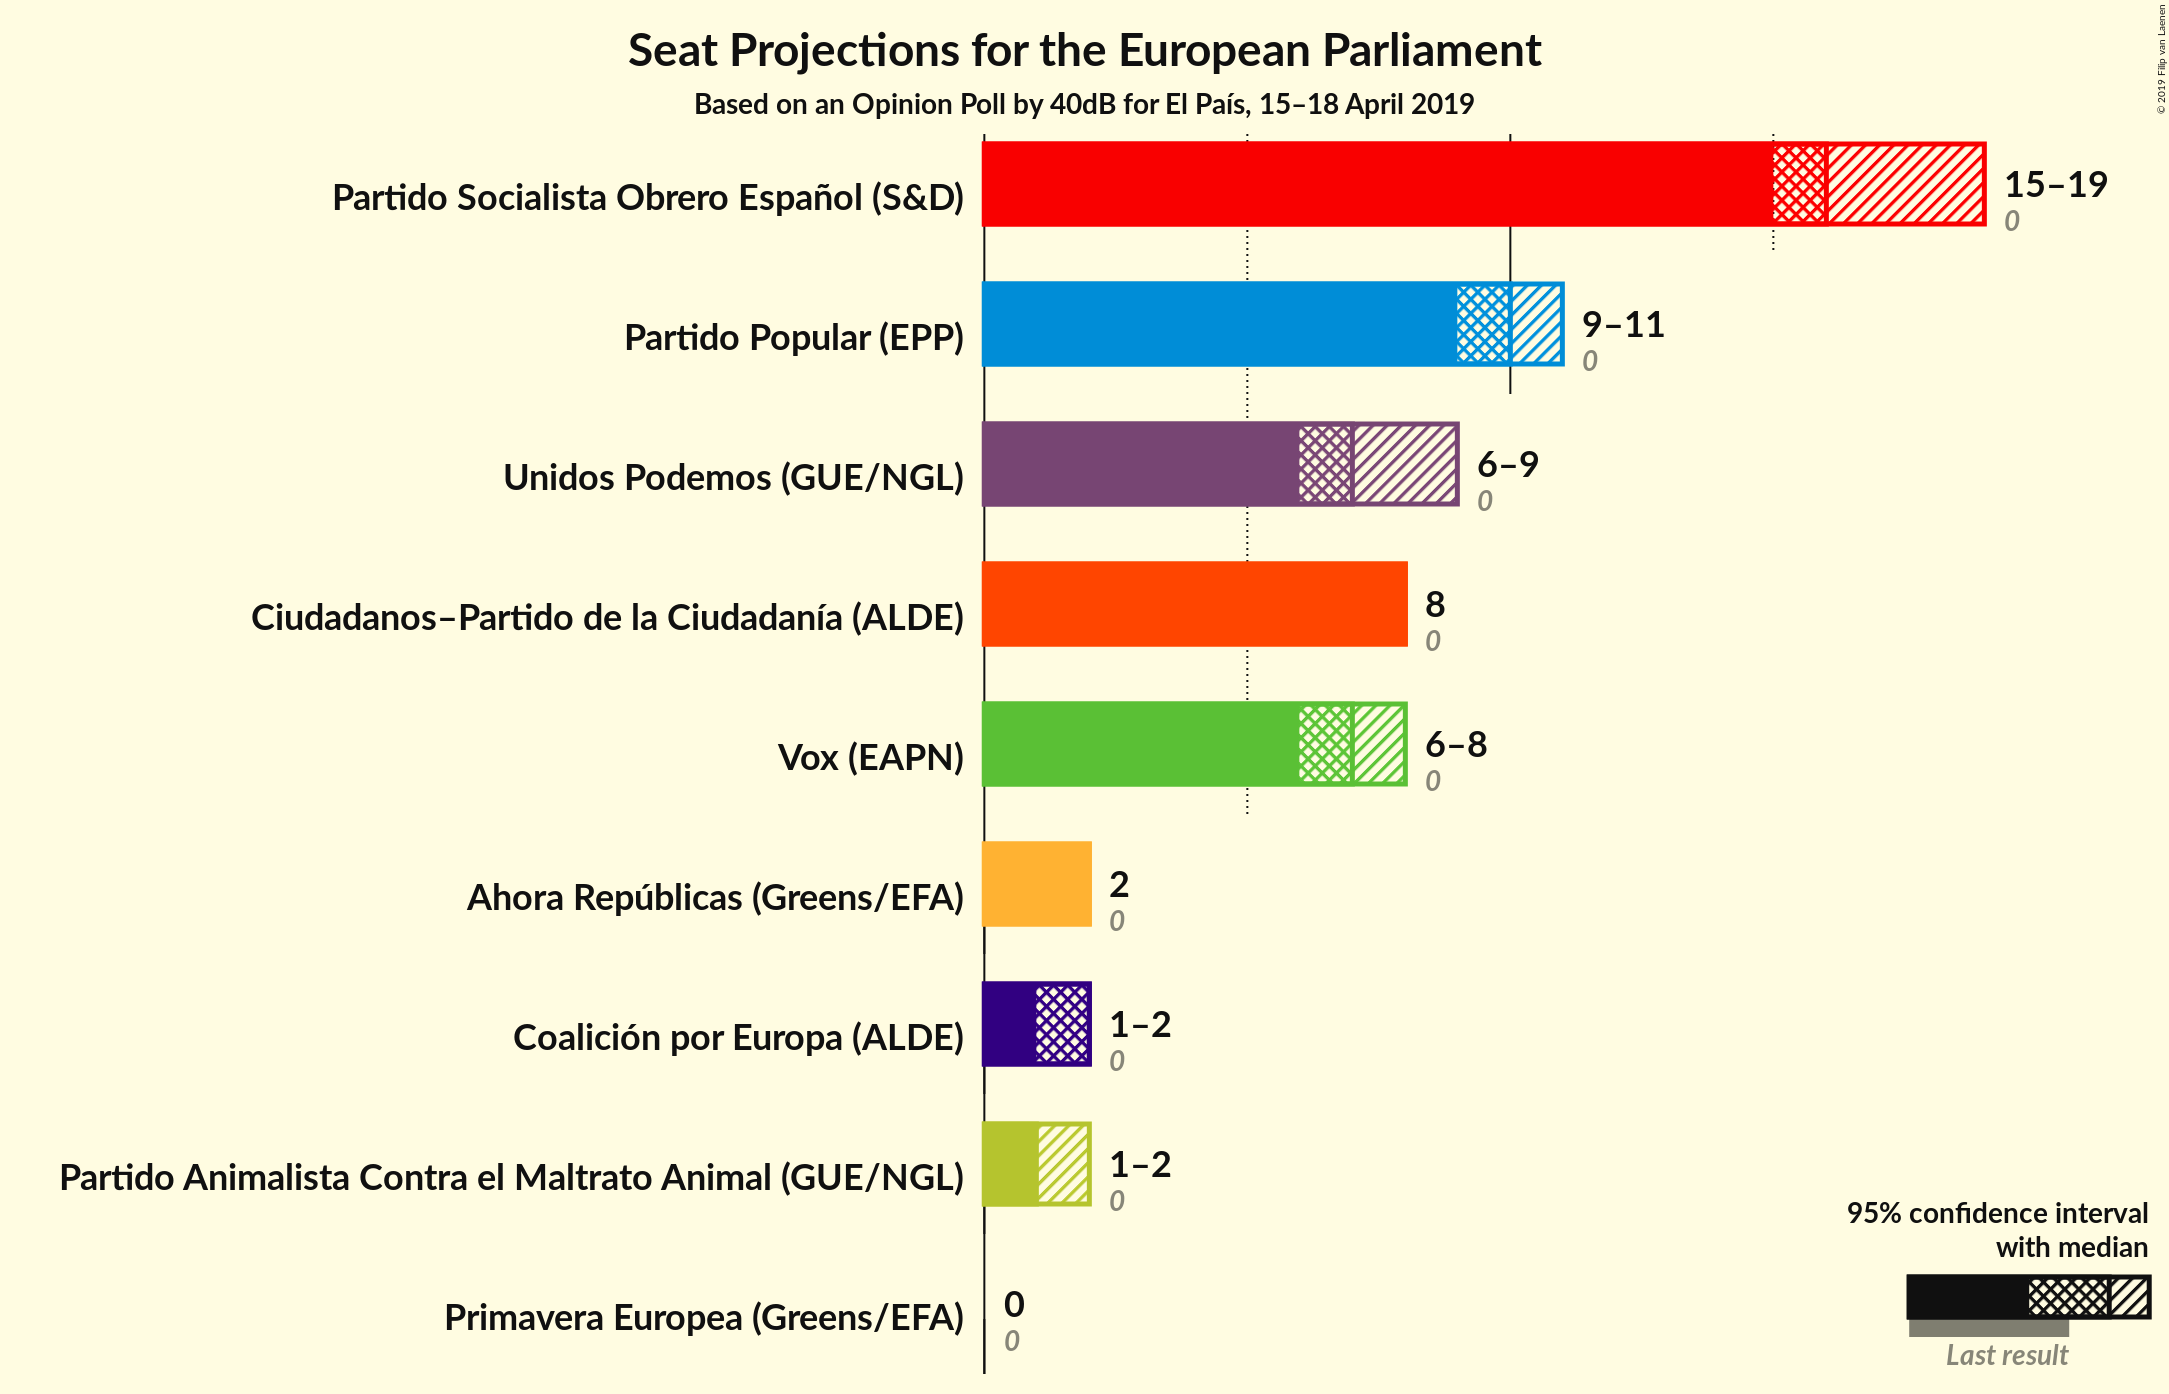 Seat Projections for the European Parliament
Based on an Opinion Poll by 40dB for El País, 15–18 April 2019
© 2019 Filip van Laenen
Partido Socialista Obrero Español (S&D)
15–19
0
Partido Popular (EPP)
9–11
0
Unidos Podemos (GUE/NGL)
6–9
0
Ciudadanos–Partido de la Ciudadanía (ALDE)
8
0
Vox (EAPN)
6–8
0
Ahora Repúblicas (Greens/EFA)
2
0
Coalición por Europa (ALDE)
1–2
0
Partido Animalista Contra el Maltrato Animal (GUE/NGL)
1–2
0
Primavera Europea (Greens/EFA)
0
0
95% confidence interval
with median
Last result